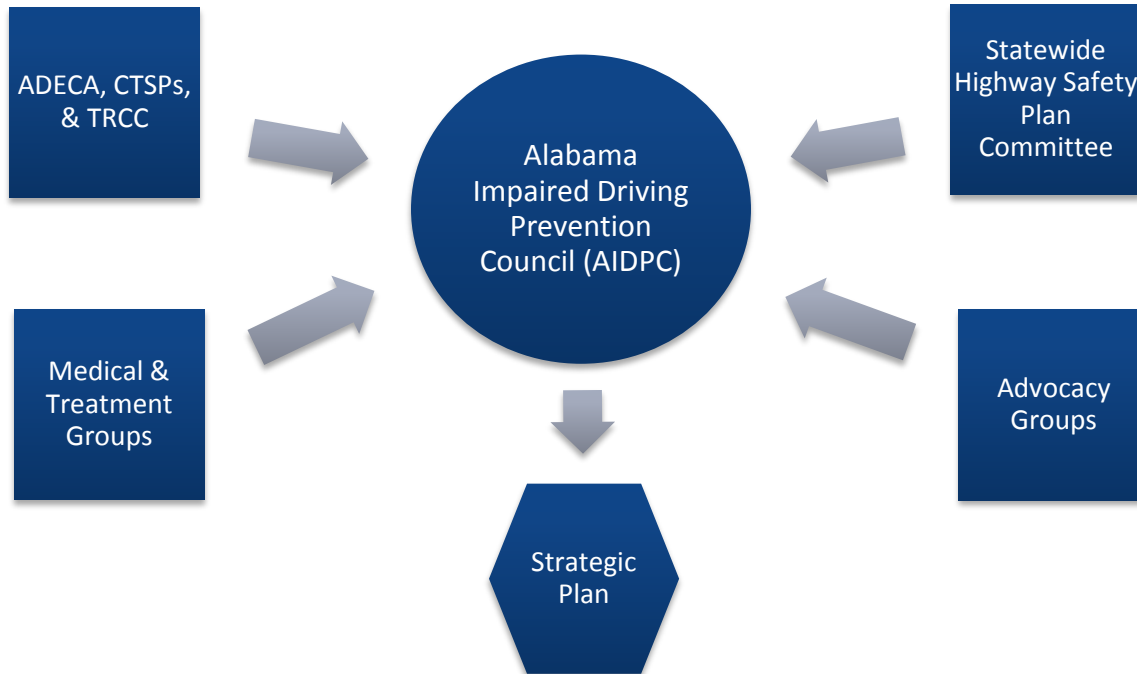 ADECA, CTSPs,
& TRCC
Statewide
Highway Safety
Plan
Committee
Alabama
Impaired Driving
Prevention
Council (AIDPC)
Medical &
Treatment
Groups
Advocacy
Groups
Strategic
Plan